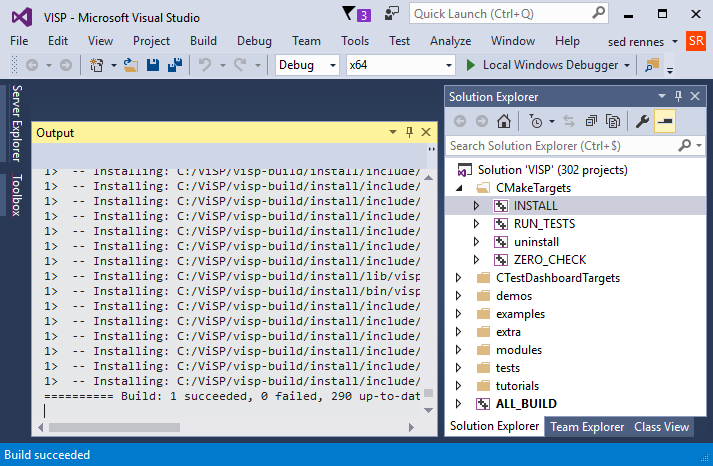 VISP - Microsoft Visual Studio
3
Quick Launch (Ctrl+Q)
File Edit View Project Build Debug Team Tools Test Analyze Window Help sed rennes SR
Debug x64 Local Windows Debugger
Server Explorer
Toolbox
Output
1> -- Installing: C:/ViSP/visp-build/install/include/
1> -- Installing: C:/ViSP/visp-build/install/include/
1> -- Installing: C:/ViSP/visp-build/install/include/
1> -- Installing: C:/ViSP/visp-build/install/include/
1> -- Installing: C:/ViSP/visp-build/install/include/
1> -- Installing: C:/ViSP/visp-build/install/include/
1> -- Installing: C:/ViSP/visp-build/install/include/
1> -- Installing: C:/ViSP/visp-build/install/lib/visp
1> -- Installing: C:/ViSP/visp-build/install/bin/visp
1> -- Installing: C:/ViSP/visp-build/install/include/
1> -- Installing: C:/ViSP/visp-build/install/include/
1> -- Installing: C:/ViSP/visp-build/install/include/
1> -- Installing: C:/ViSP/visp-build/install/include/
1> -- Installing: C:/ViSP/visp-build/install/include/
1> -- Installing: C:/ViSP/visp-build/install/include/
========== Build: 1 succeeded, 0 failed, 290 up-to-dat
Solution Explorer
Search Solution Explorer (Ctrl+$)
Solution 'VISP' (302 projects)
CMakeTargets
INSTALL
RUN_TESTS
uninstall
ZERO_CHECK
CTestDashboardTargets
demos
examples
extra
modules
tests
tutorials
ALL_BUILD
Solution Explorer Team Explorer Class View
Build succeeded